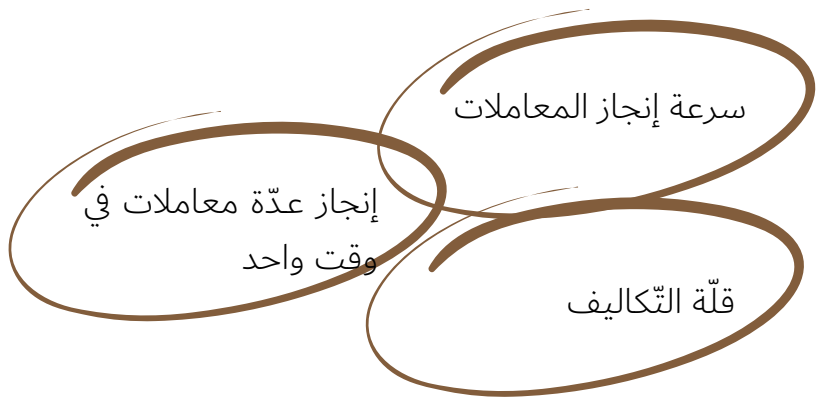 سرعة إنجاز المعاملات
إنجاز عدّة معاملات في
وقت واحد
قلّة التّكاليف